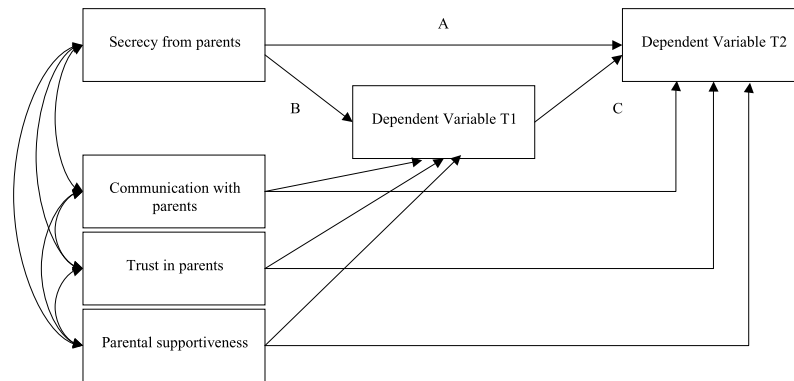 A
Secrecy from parents
Dependent Variable T2
B
Dependent Variable T1
C
Communication with
parents
Trust in parents
Parental supportiveness